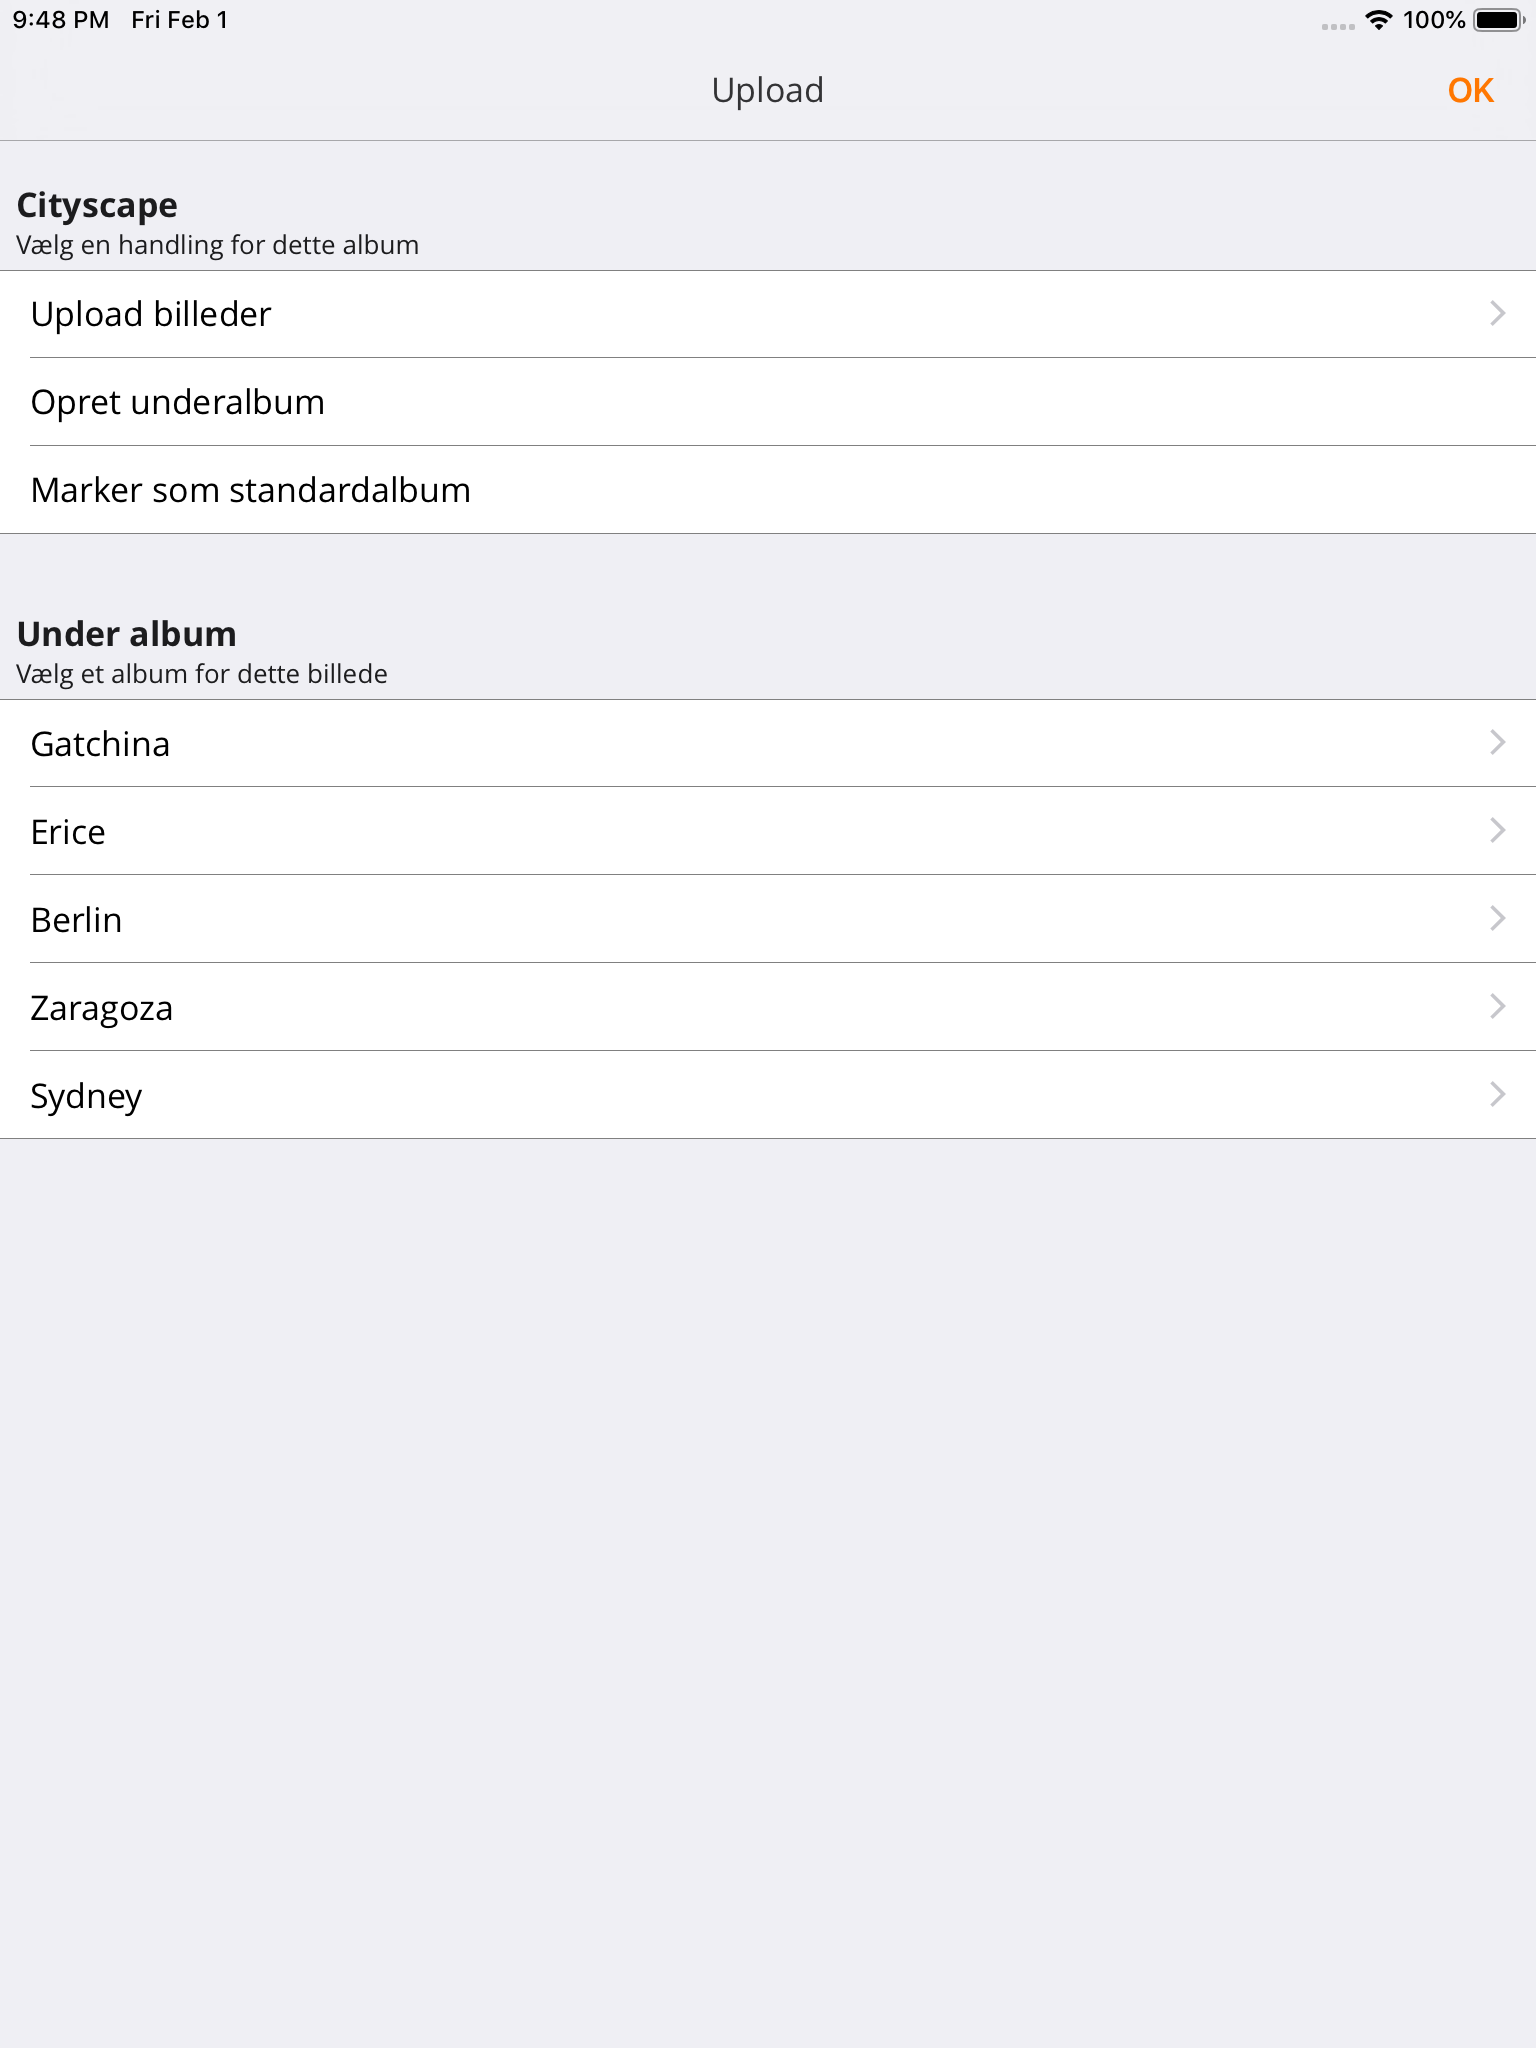 9:48 PM Fri Feb 1 100%
Upload OK
Cityscape
Vælg en handling for dette album
Upload billeder
Opret underalbum
Marker som standardalbum
Under album
Vælg et album for dette billede
Gatchina
Erice
Berlin
Zaragoza
Sydney